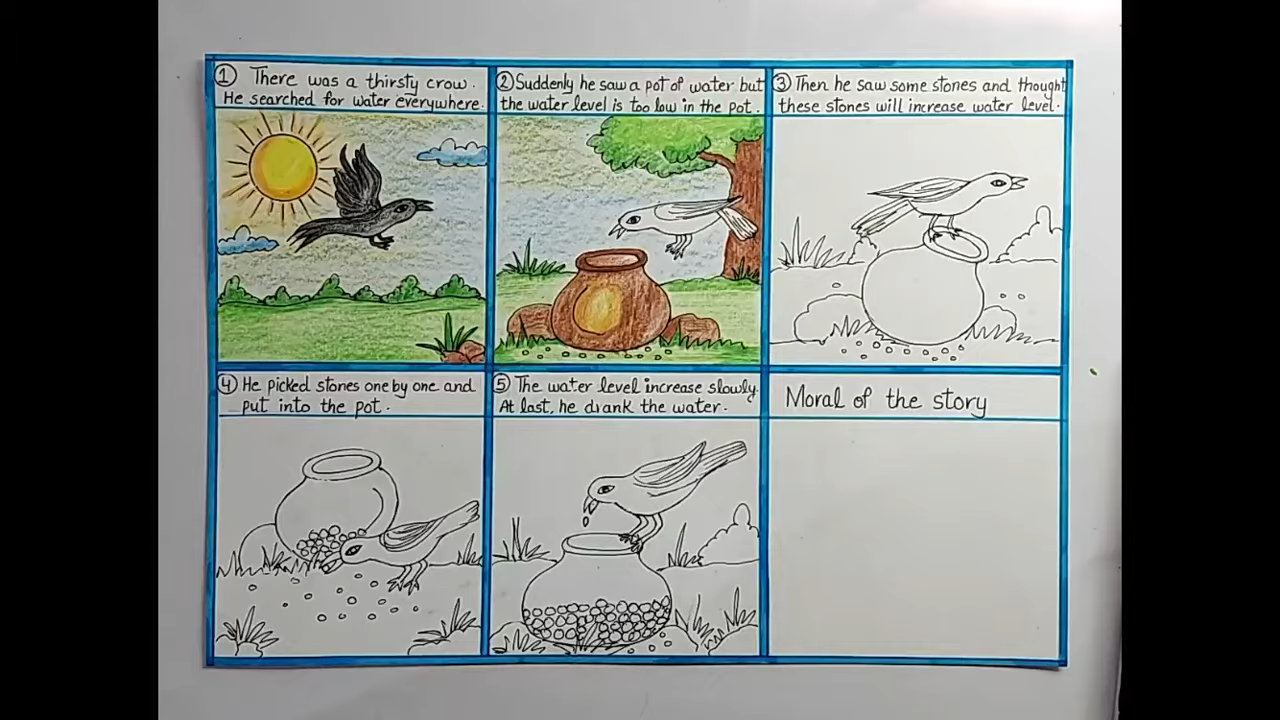 ① There was a thirsty crow.
He searched for water everywhere.
② Suddenly he saw a pot of water but
the water level is too low in the pot.
③ Then he saw some stones and thought
these stones will increase water level.
④ He picked stones one by one and
put into the pot.
⑤ The water level increase slowly.
At last, he drank the water.
Moral of the story